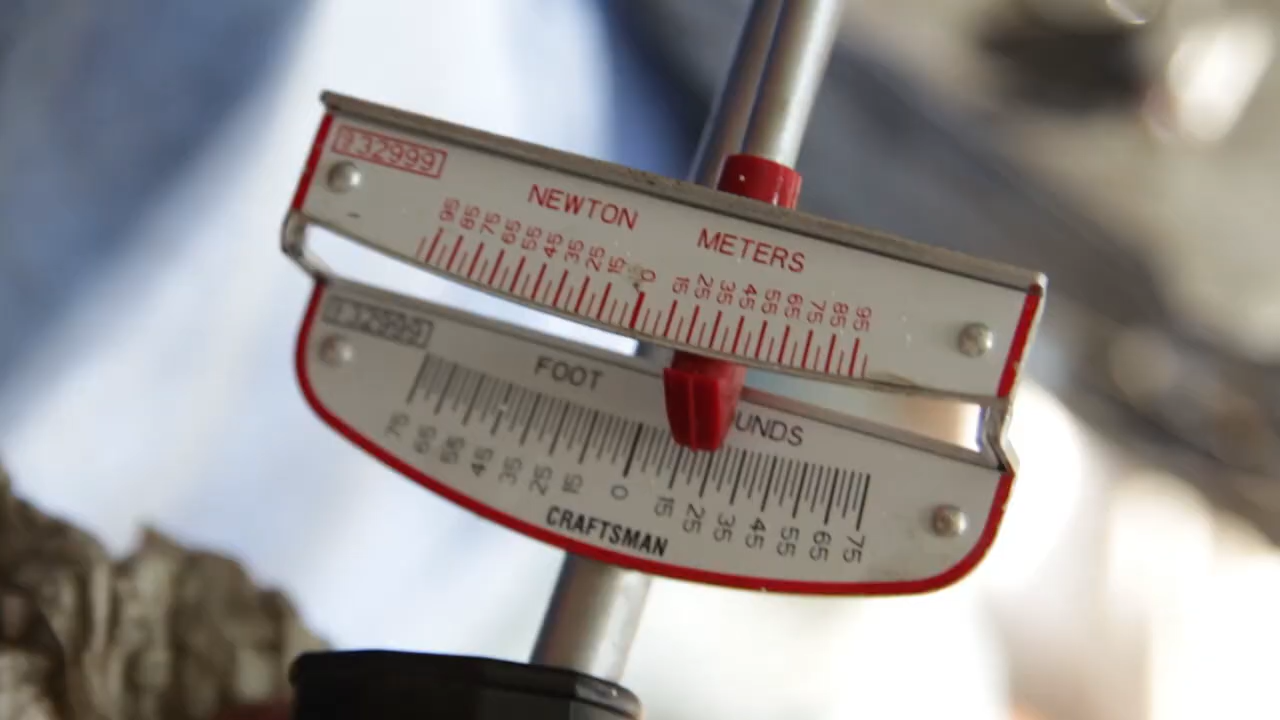 932999
NEWTON METERS
95 85 75 65 55 45 35 25 15 0 15 25 35 45 55 65 75 85 95
932999
FOOT UNDS
75 65 55 45 35 25 15 0 15 25 35 45 55 65 75
CRAFTSMAN